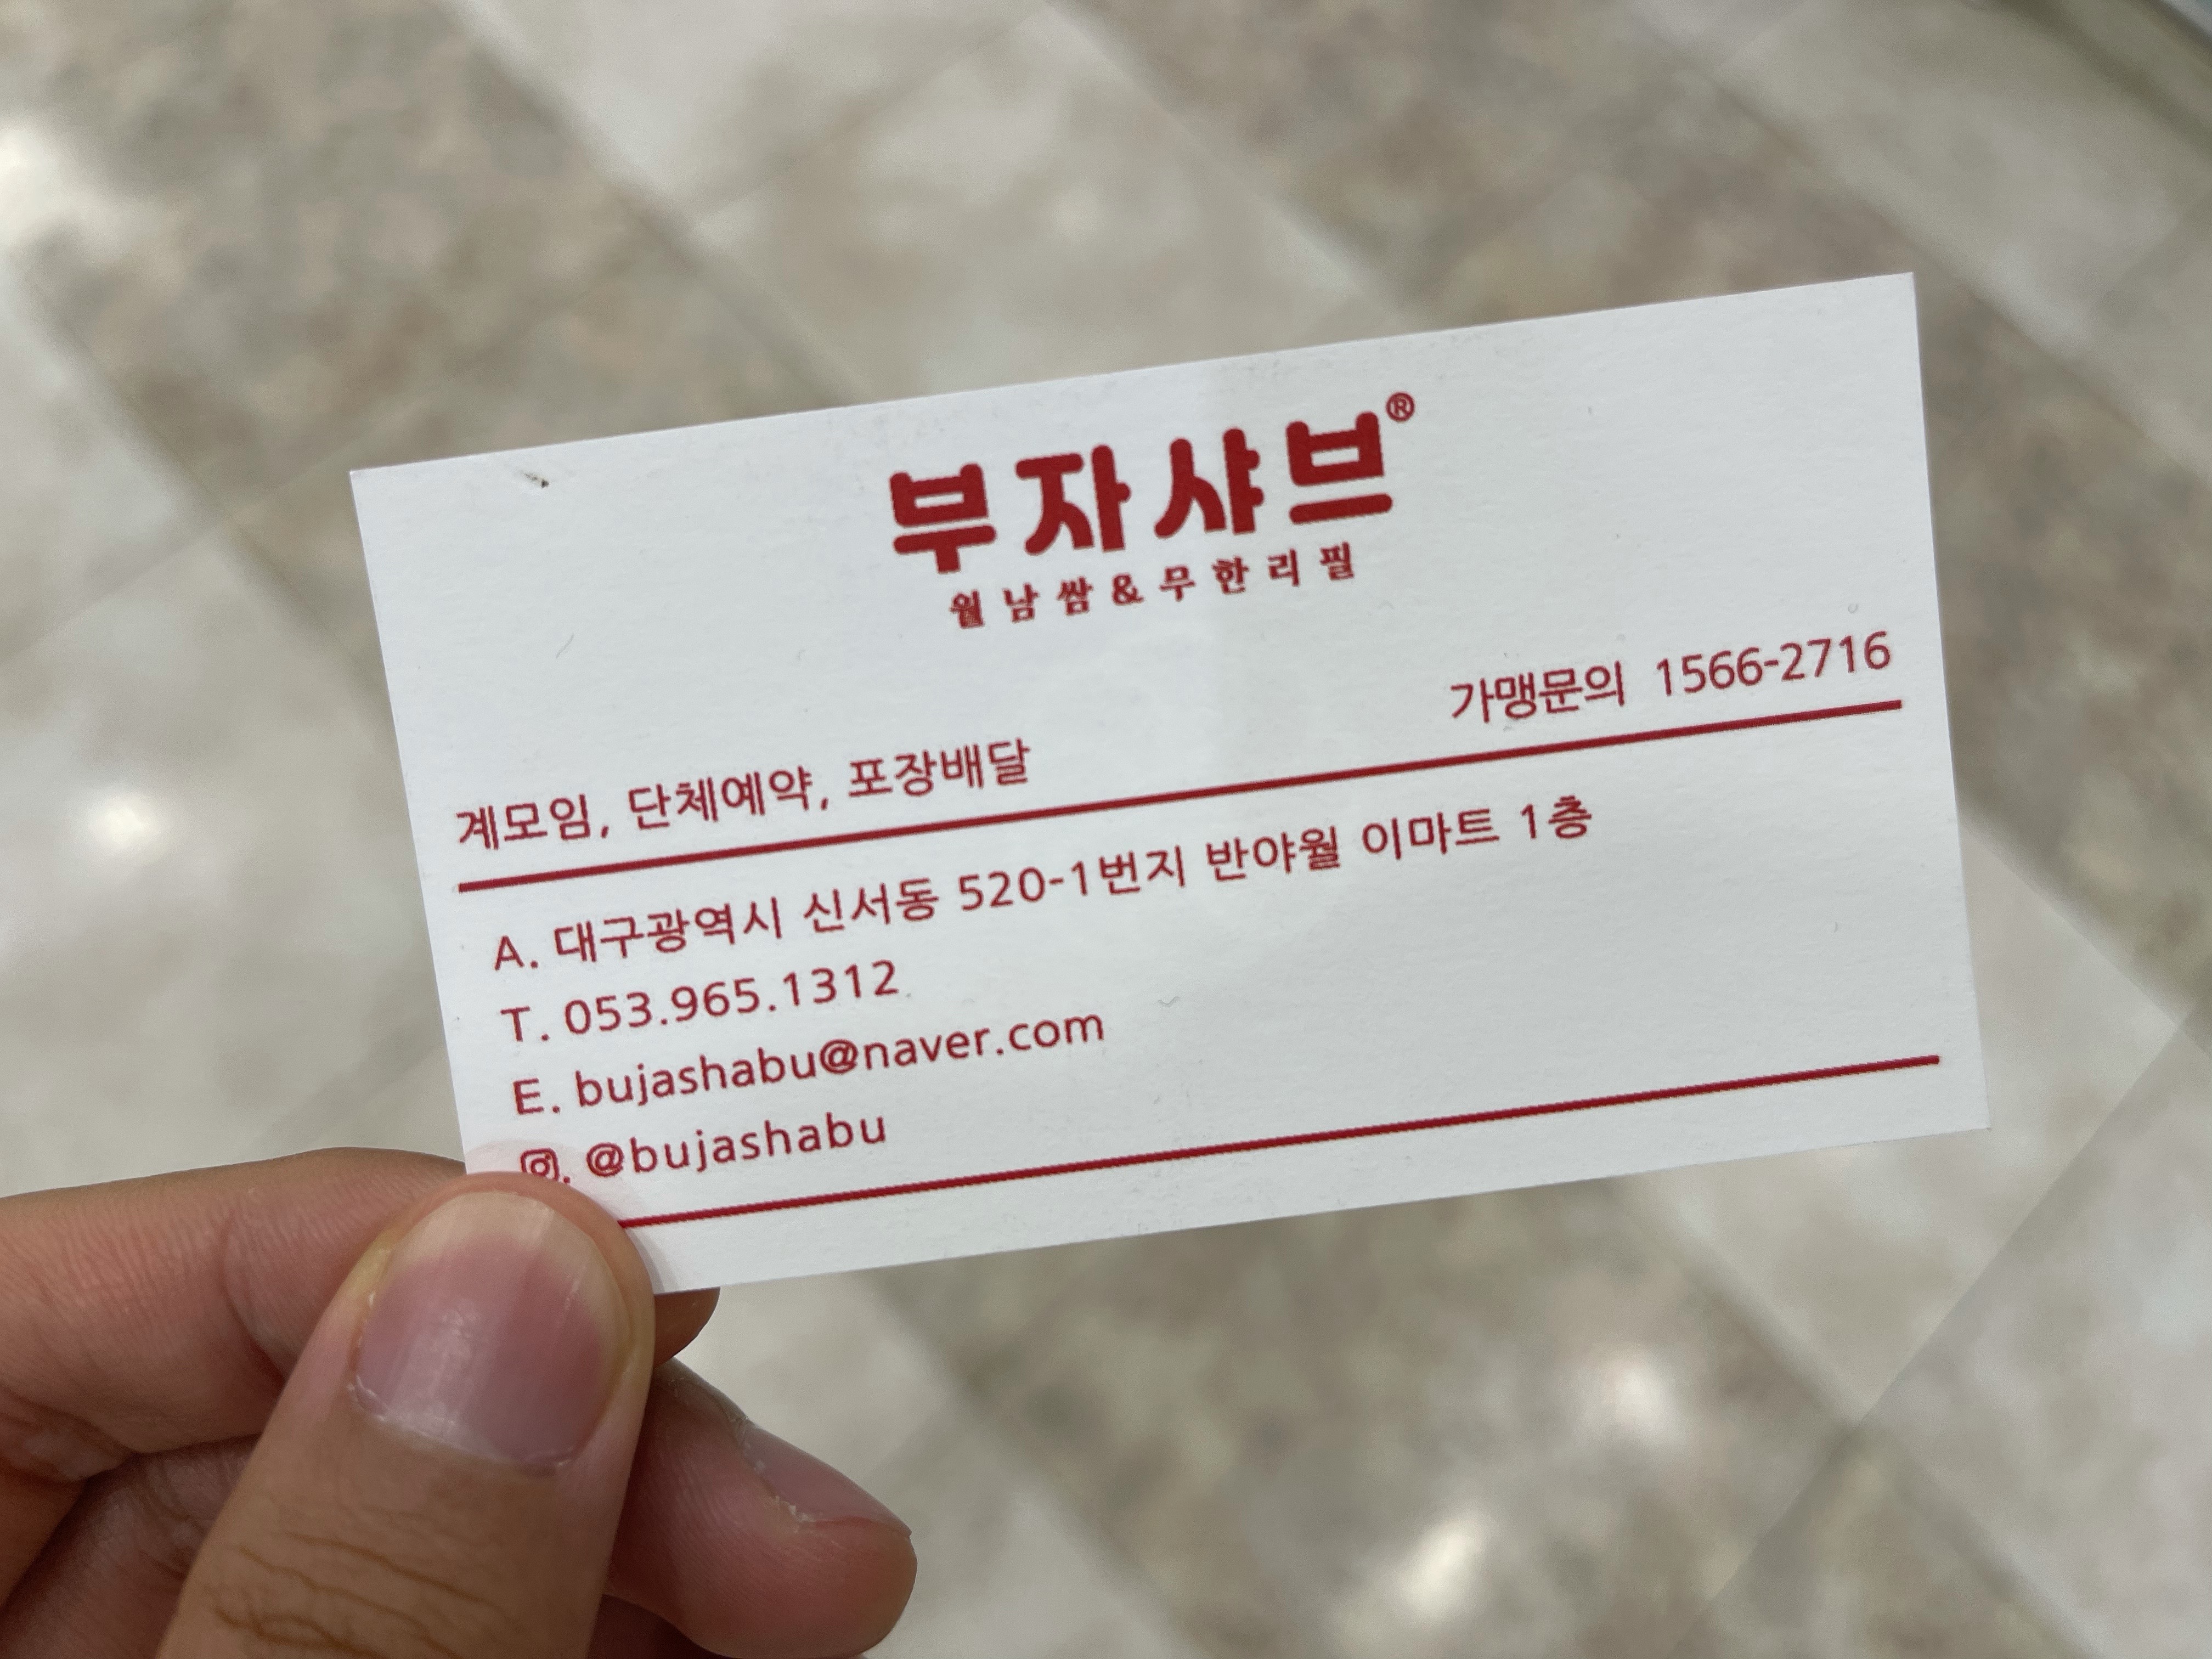 부자샤브®
월남쌈&무한리필
가맹문의 1566-2716
계모임, 단체예약, 포장배달
A. 대구광역시 신서동 520-1번지 반야월 이마트 1층
T. 053.965.1312
E. bujashabu@naver.com
@bujashabu